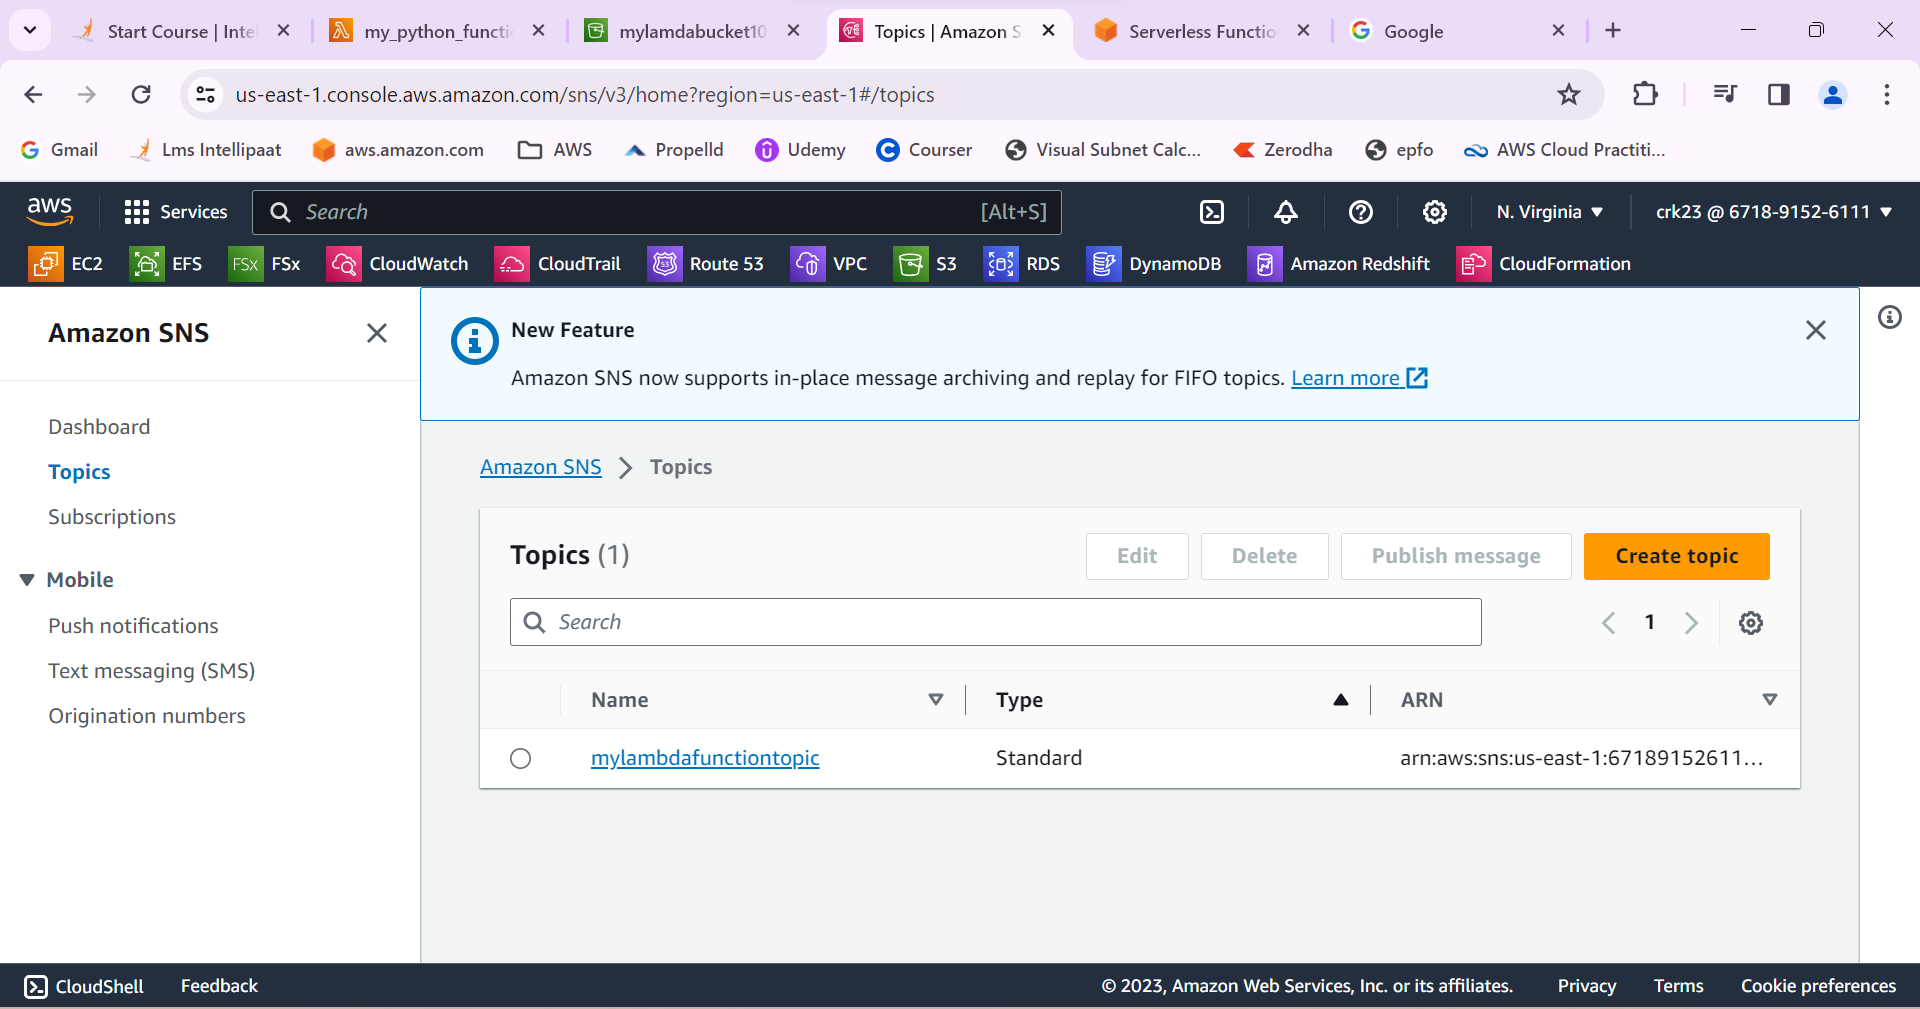 Start Course | Inte
my_python_functi
mylamdabucket10
Topics | Amazon S
Serverless Functio
Google
us-east-1.console.aws.amazon.com/sns/v3/home?region=us-east-1#/topics
Gmail
Lms Intellipaat
aws.amazon.com
AWS
Propelld
Udemy
Courser
Visual Subnet Calc...
Zerodha
epfo
AWS Cloud Practiti...
aws
Services
Search
[Alt+S]
N. Virginia
crk23 @ 6718-9152-6111
EC2
EFS
FSx
FSx
CloudWatch
CloudTrail
53
Route 53
VPC
S3
RDS
DynamoDB
Amazon Redshift
CloudFormation
Amazon SNS
Dashboard
Topics
Subscriptions
Mobile
Push notifications
Text messaging (SMS)
Origination numbers
New Feature
Amazon SNS now supports in-place message archiving and replay for FIFO topics. Learn more
Amazon SNS
Topics
Topics (1)
Edit
Delete
Publish message
Create topic
Search
1
Name
Type
ARN
mylambdafunctiontopic
Standard
arn:aws:sns:us-east-1:67189152611...
CloudShell
Feedback
© 2023, Amazon Web Services, Inc. or its affiliates.
Privacy
Terms
Cookie preferences